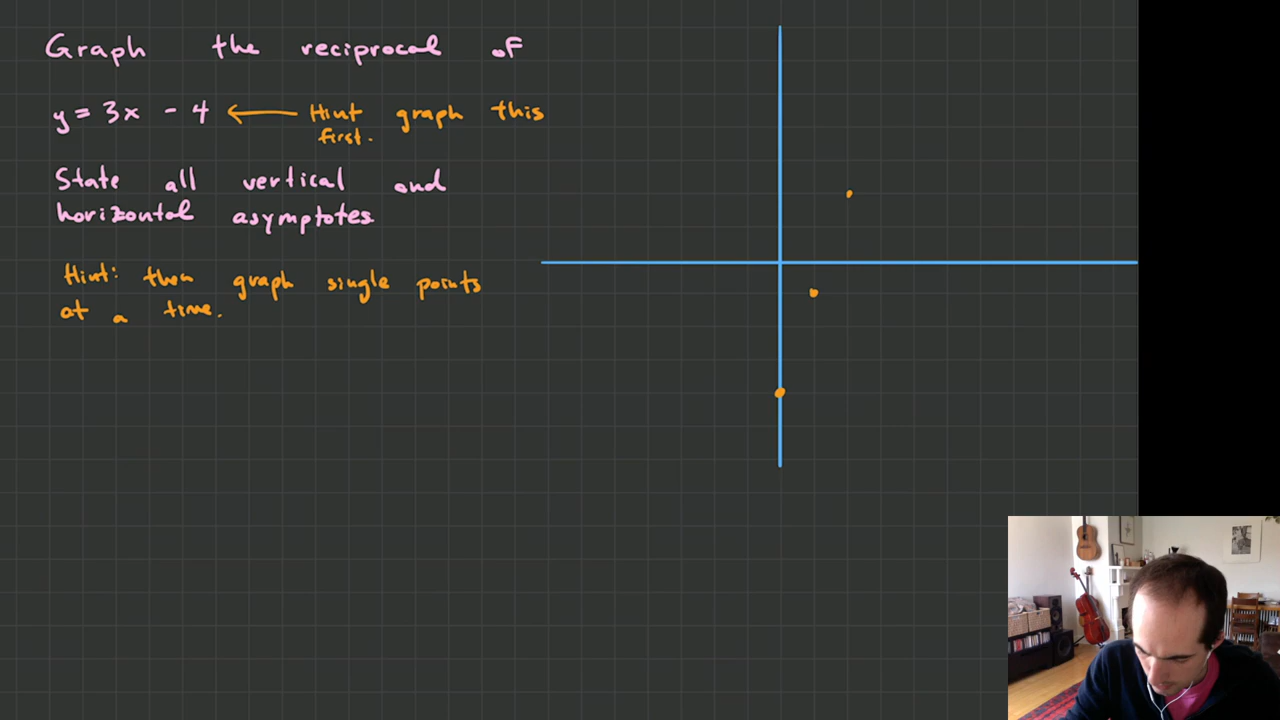 Graph the reciprocal of
y = 3x - 4 ← Hint graph this
first.
State all vertical and
horizontal asymptotes
Hint: then graph single points
at a time.